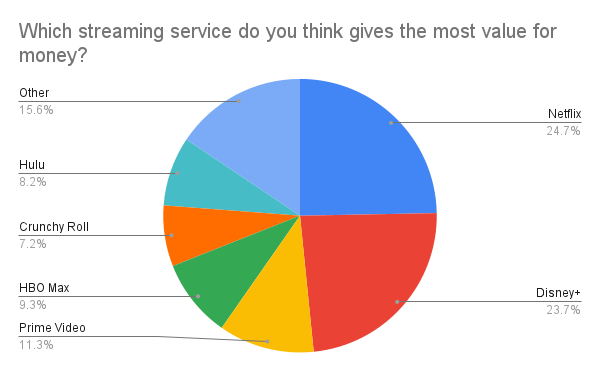 Which streaming service do you think gives the most value for
money?
Other
15.6%
Netflix
24.7%
Hulu
8.2%
Crunchy Roll
7.2%
HBO Max
9.3%
Disney+
23.7%
Prime Video
11.3%